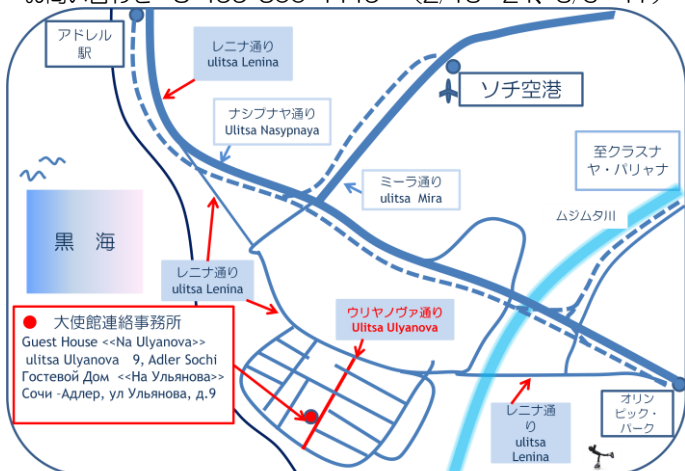 アドレル
駅
レニナ通り
ulitsa Lenina
ナシプナヤ通り
Ulitsa Nasypnaya
ソチ空港
至クラスナ
ヤ・パリャナ
ミーラ通り
ulitsa Mira
ムジムタ川
黒 海
レニナ通り
ulitsa Lenina
ウリヤノヴァ通り
Ulitsa Ulyanova
● 大使館連絡事務所
Guest House <<Na Ulyanova>>
ulitsa Ulyanova 9, Adler Sochi
Гостевой Дом <<На Ульянова>>
Сочи -Адлер, ул Ульянова, д.9
レニナ通
り
ulitsa
Lenina
オリン
ピック・
パーク